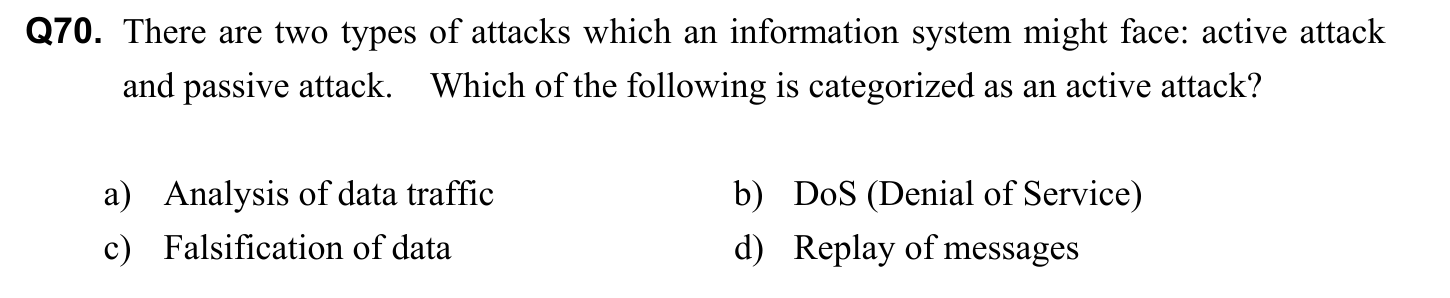 Q70. There are two types of attacks which an information system might face: active attack
and passive attack. Which of the following is categorized as an active attack?
a) Analysis of data traffic b) DoS (Denial of Service)
c) Falsification of data d) Replay of messages